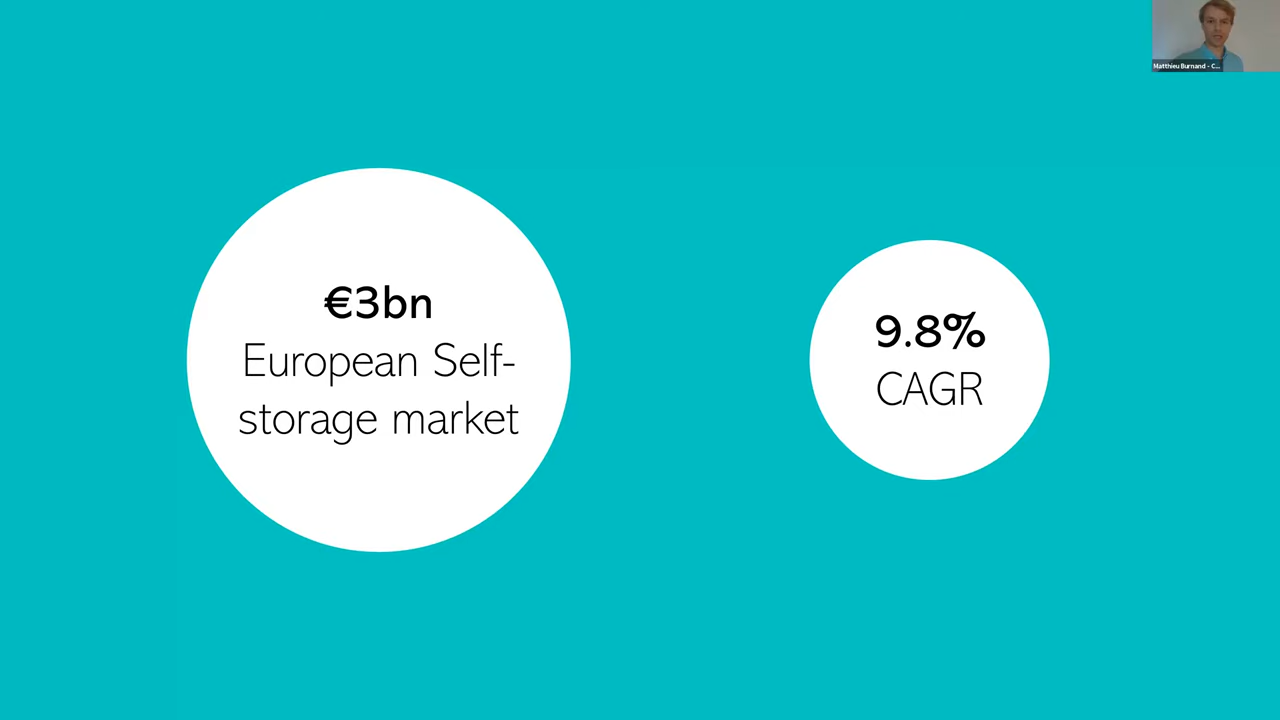 Matthieu Burnand - C...
€3bn
European Self-
storage market
9.8%
CAGR